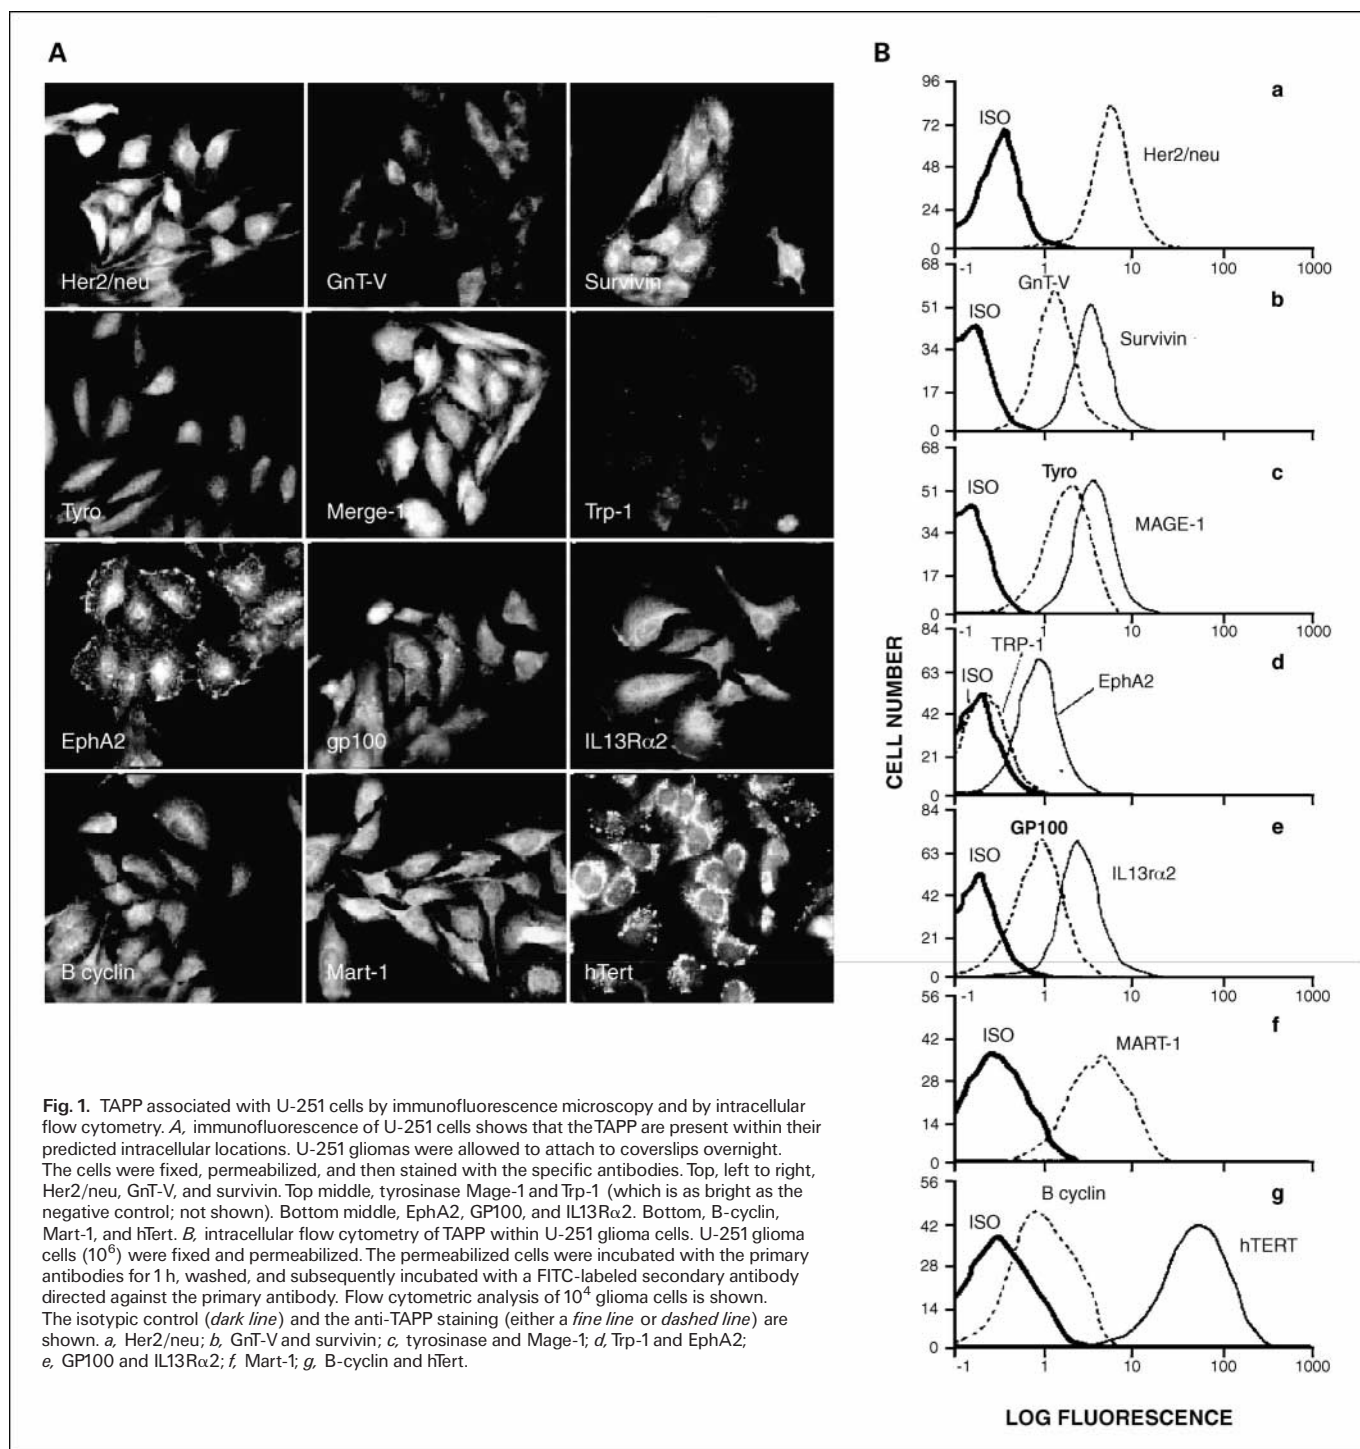 A
Her2/neu
GnT-V
Survivin
Tyro
Merge-1
Trp-1
EphA2
gp100
IL13Rα2
B cyclin
Mart-1
hTert
Fig. 1. TAPP associated with U-251 cells by immunofluorescence microscopy and by intracellular
flow cytometry. A, immunofluorescence of U-251 cells shows that the TAPP are present within their
predicted intracellular locations. U-251 gliomas were allowed to attach to coverslips overnight.
The cells were fixed, permeabilized, and then stained with the specific antibodies. Top, left to right,
Her2/neu, GnT-V, and survivin. Top middle, tyrosinase Mage-1 and Trp-1 (which is as bright as the
negative control; not shown). Bottom middle, EphA2, GP100, and IL13Rα2. Bottom, B-cyclin,
Mart-1, and hTert. B, intracellular flow cytometry of TAPP within U-251 glioma cells. U-251 glioma
cells (10⁶) were fixed and permeabilized. The permeabilized cells were incubated with the primary
antibodies for 1 h, washed, and subsequently incubated with a FITC-labeled secondary antibody
directed against the primary antibody. Flow cytometric analysis of 10⁴ glioma cells is shown.
The isotypic control (dark line) and the anti-TAPP staining (either a fine line or dashed line) are
shown. a, Her2/neu; b, GnT-V and survivin; c, tyrosinase and Mage-1; d, Trp-1 and EphA2;
e, GP100 and IL13Rα2; f, Mart-1; g, B-cyclin and hTert.
B
CELL NUMBER
96
72
48
24
0
a
ISO
Her2/neu
-1 1 10 100 1000
68
51
34
17
0
b
ISO
GnT-V
Survivin
-1 1 10 100 1000
68
51
34
17
0
c
ISO
Tyro
MAGE-1
-1 1 10 100 1000
84
63
42
21
0
d
ISO
TRP-1
EphA2
84
63
42
21
0
e
ISO
GP100
IL13rα2
-1 1 10 100 1000
56
42
28
14
0
f
ISO
MART-1
56
42
28
14
0
g
ISO
B cyclin
hTERT
-1 1 10 100 1000
LOG FLUORESCENCE